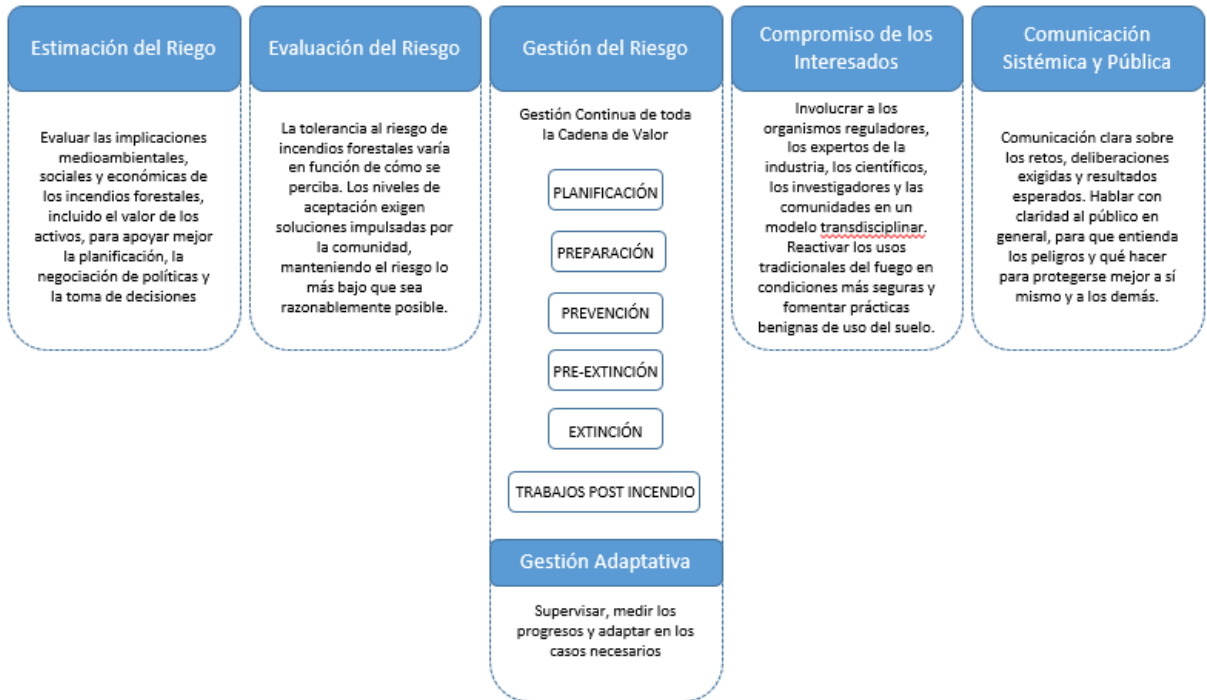 Estimación del Riego
Evaluar las implicaciones
medioambientales,
sociales y económicas de
los incendios forestales,
incluido el valor de los
activos, para apoyar mejor
la planificación, la
negociación de políticas y
la toma de decisiones
Evaluación del Riesgo
La tolerancia al riesgo de
incendios forestales varía
en función de cómo se
perciba. Los niveles de
aceptación exigen
soluciones impulsadas por
la comunidad,
manteniendo el riesgo lo
más bajo que sea
razonablemente posible.
Gestión del Riesgo
Gestión Continua de toda
la Cadena de Valor
PLANIFICACIÓN
PREPARACIÓN
PREVENCIÓN
PRE-EXTINCIÓN
EXTINCIÓN
TRABAJOS POST INCENDIO
Gestión Adaptativa
Supervisar, medir los
progresos y adaptar en los
casos necesarios
Compromiso de los
Interesados
Involucrar a los
organismos reguladores,
los expertos de la
industria, los científicos,
los investigadores y las
comunidades en un
modelo transdisciplinar.
Reactivar los usos
tradicionales del fuego en
condiciones más seguras y
fomentar prácticas
benignas de uso del suelo.
Comunicación
Sistémica y Pública
Comunicación clara sobre
los retos, deliberaciones
exigidas y resultados
esperados. Hablar con
claridad al público en
general, para que entienda
los peligros y qué hacer
para protegerse mejor a sí
mismo y a los demás.